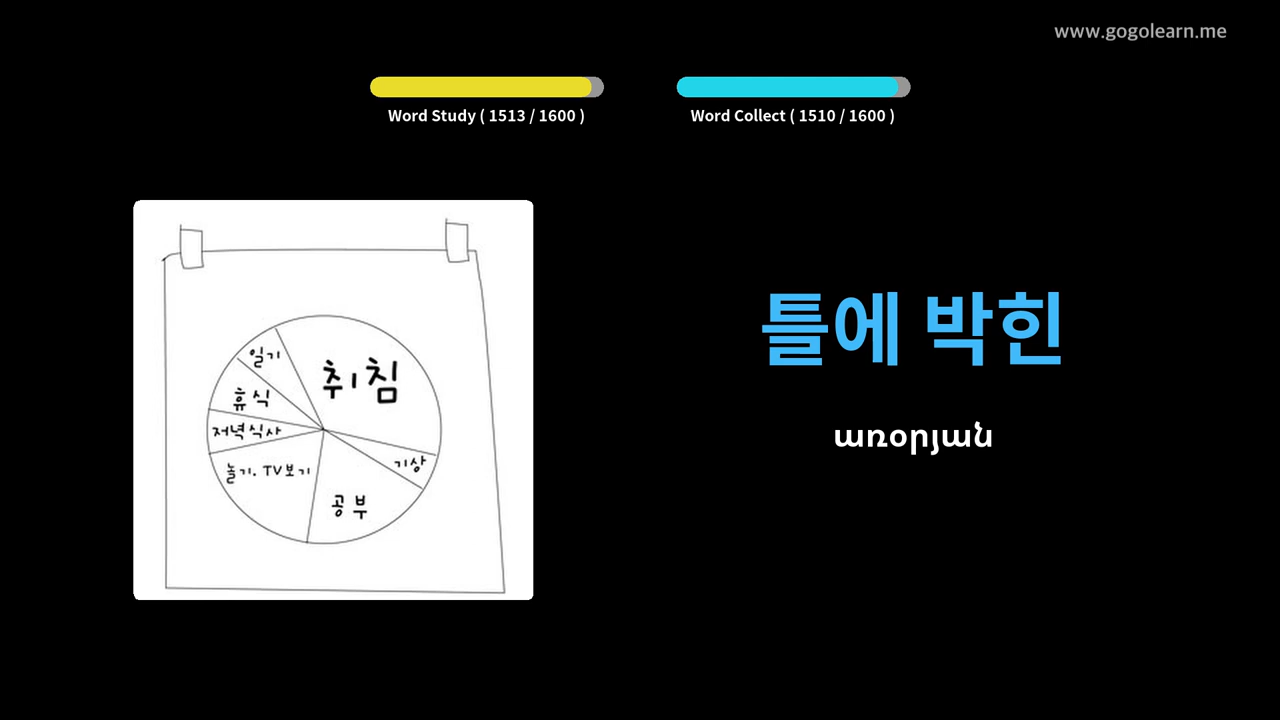 www.gogolearn.me
Word Study ( 1513 / 1600 )
Word Collect ( 1510 / 1600 )
일기
취침
휴식
저녁식사
놀기. TV보기
기상
공부
틀에 박힌
առօրյան